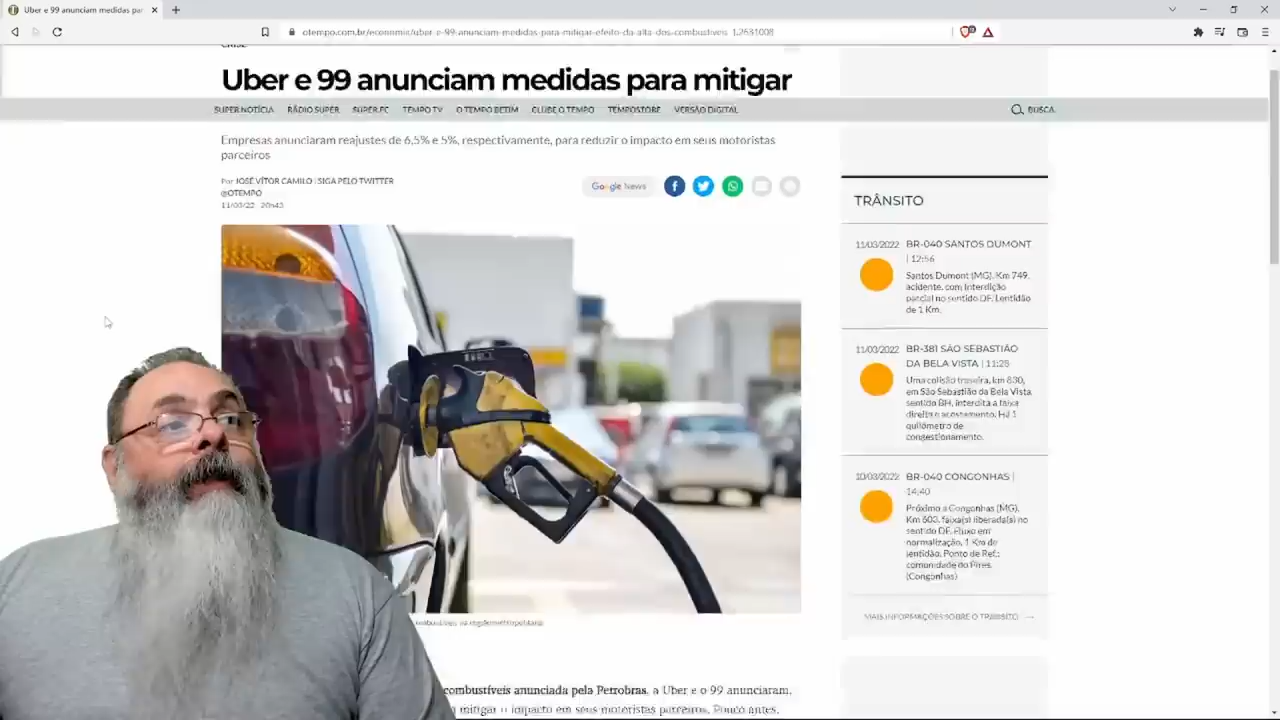 Uber e 99 anunciam medidas par
otempo.com.br/economia/uber-e-99-anunciam-medidas-para-mitigar-efeito-da-alta-dos-combustiveis-1.2631008
CRISE
Uber e 99 anunciam medidas para mitigar
SUPER NOTÍCIA RÁDIO SUPER SUPER.FC TEMPO TV O TEMPO BETIM CLUBE O TEMPO TEMPOSTORE VERSÃO DIGITAL BUSCA
Empresas anunciaram reajustes de 6,5% e 5%, respectivamente, para reduzir o impacto em seus motoristas
parceiros
Por JOSÉ VÍTOR CAMILO | SIGA PELO TWITTER
@OTEMPO
11/03/22 - 20h43
Google News
TRÂNSITO
11/03/2022 BR-040 SANTOS DUMONT
| 12:56
Santos Dumont (MG), Km 749,
acidente, com interdição
parcial no sentido DF. Lentidão
de 1 Km.
11/03/2022 BR-381 SÃO SEBASTIÃO
DA BELA VISTA | 11:28
Uma colisão traseira, km 830,
em São Sebastião da Bela Vista,
sentido BH, interdita a faixa
direita e acostamento. Há 1
quilômetro de
congestionamento.
10/03/2022 BR-040 CONGONHAS |
14:40
Próximo a Congonhas (MG),
Km 603, faixa(s) liberada(s) no
sentido DF. Fluxo em
normalização, 1 Km de
lentidão. Ponto de Ref.:
comunidade do Pires.
(Congonhas)
MAIS INFORMAÇÕES SOBRE O TRÂNSITO →
combustíveis, na região metropolitana
combustíveis anunciada pela Petrobras, a Uber e o 99 anunciaram,
mitigar o impacto em seus motoristas parceiros. Pouco antes,